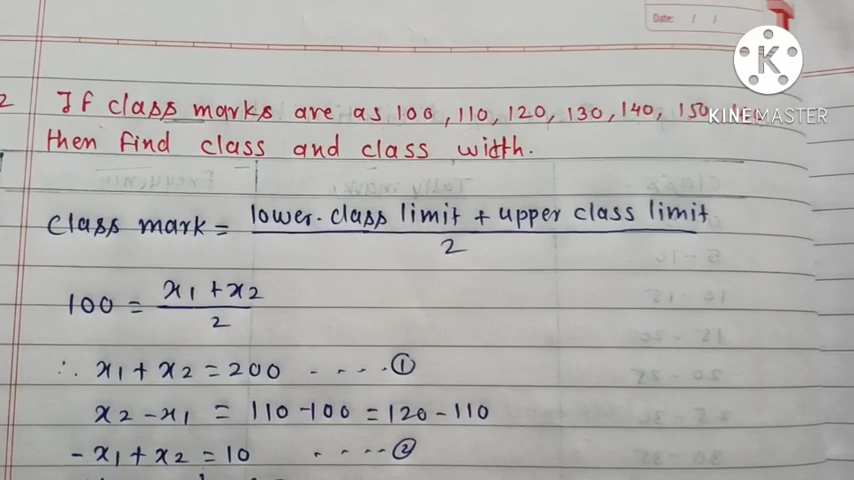 Date: / /
K
KINEMASTER
2 If class marks are as 100, 110, 120, 130, 140, 150,
then find class and class width.
class mark = lower. class limit + upper class limit
2
100 = x1 + x2
2
∴ x1 + x2 = 200 - - - - - ①
x2 - x1 = 110 - 100 = 120 - 110
- x1 + x2 = 10 - - - - - ②